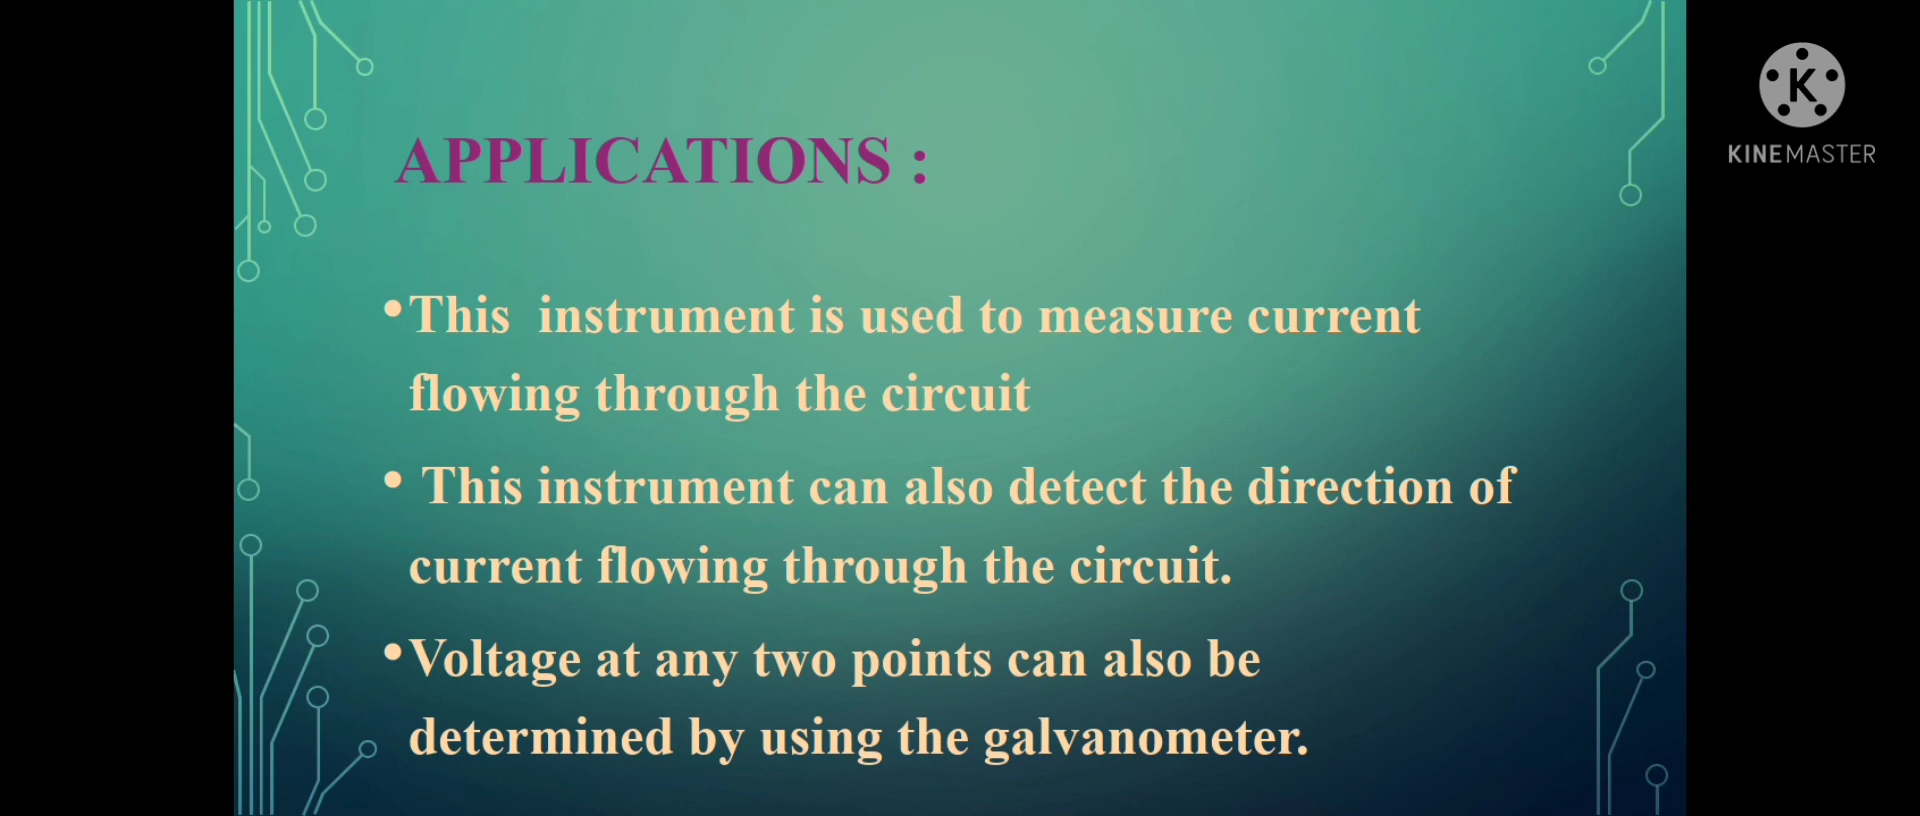 APPLICATIONS :
K
KINEMASTER
•This  instrument is used to measure current
flowing through the circuit
• This instrument can also detect the direction of
current flowing through the circuit.
•Voltage at any two points can also be
determined by using the galvanometer.